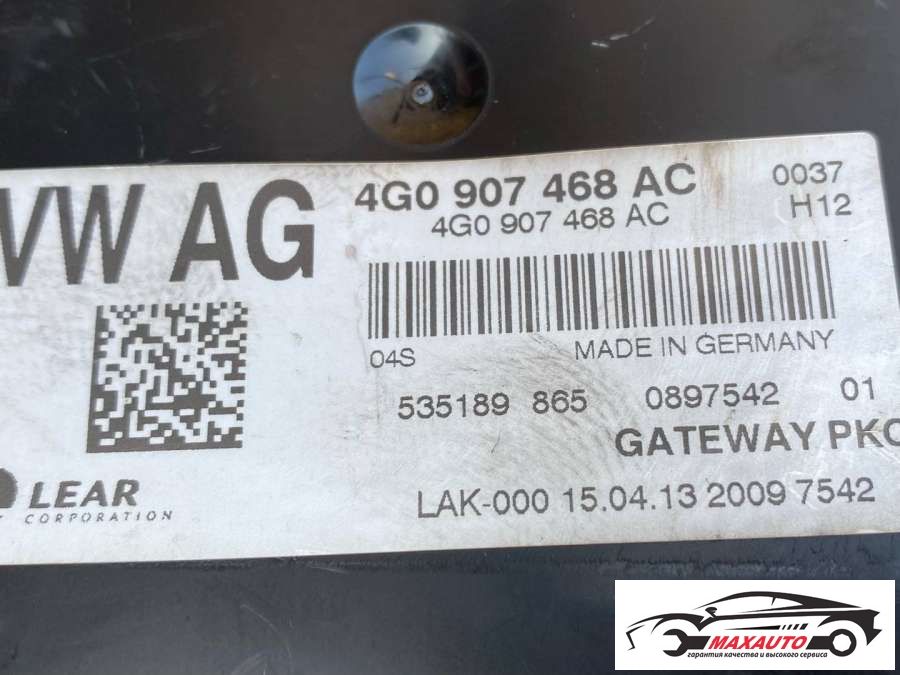 VW AG
4G0 907 468 AC
4G0 907 468 AC
0037
H12
04S
MADE IN GERMANY
535189 865 0897542 01
GATEWAY PKO
LEAR
CORPORATION
LAK-000 15.04.13 2009 7542
MAXAUTO
гарантия качества и высокого сервиса